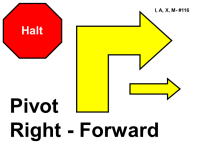 Halt
I, A, X, M- #116
Pivot
Right - Forward